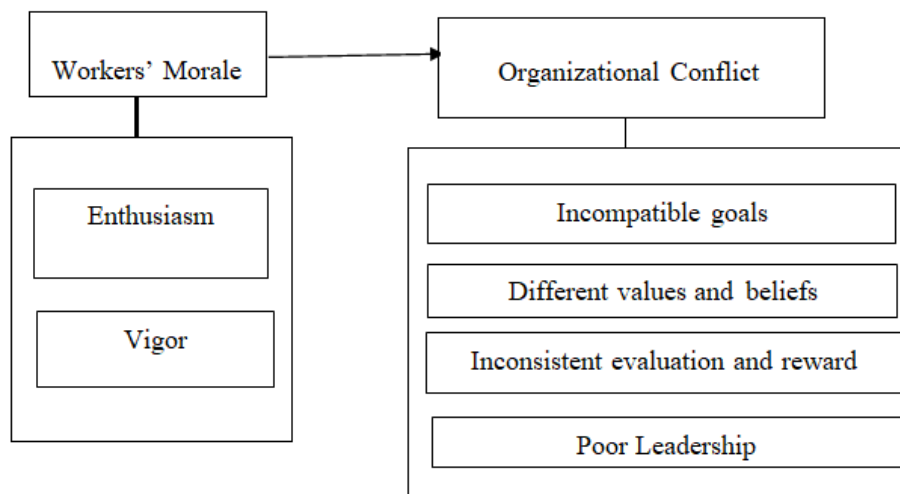 Workers’ Morale
Organizational Conflict
Enthusiasm
Vigor
Incompatible goals
Different values and beliefs
Inconsistent evaluation and reward
Poor Leadership